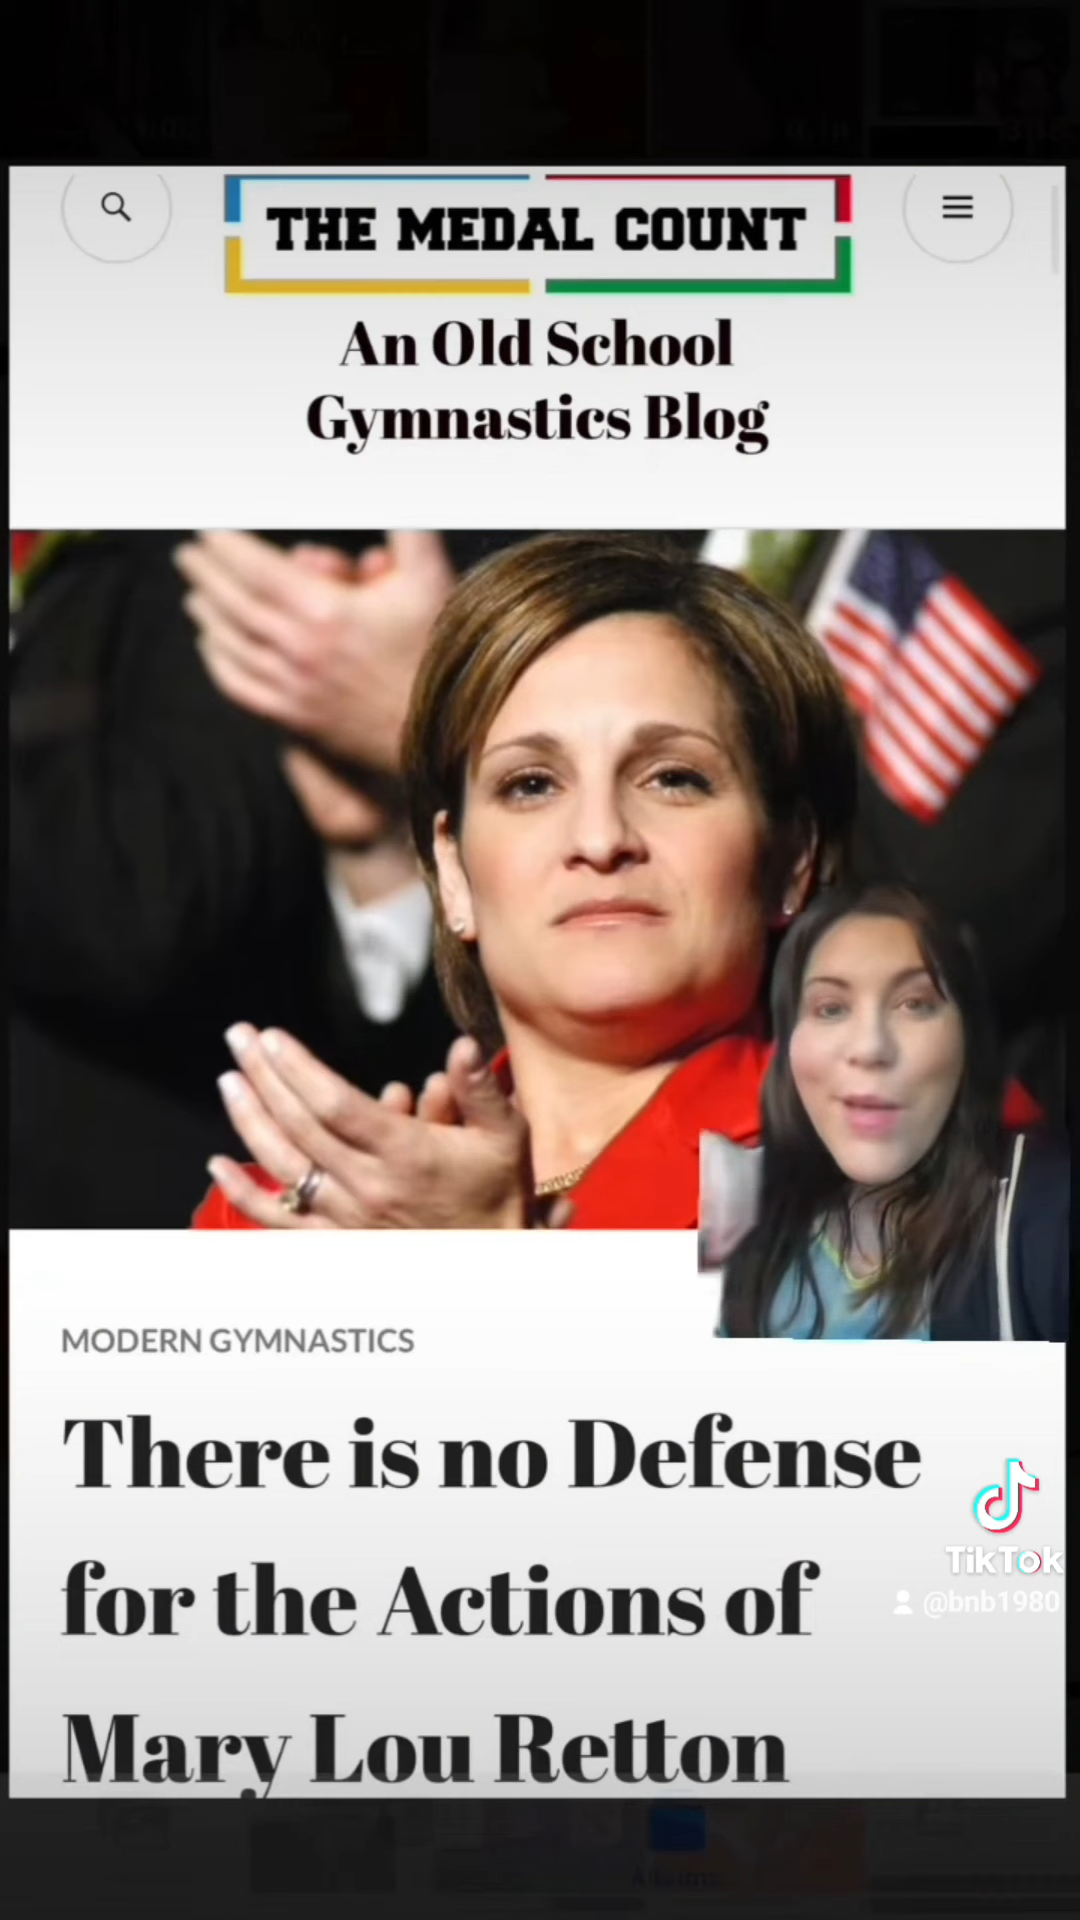 THE MEDAL COUNT
An Old School
Gymnastics Blog
MODERN GYMNASTICS
There is no Defense
for the Actions of
Mary Lou Retton
TikTok
@bnb1980